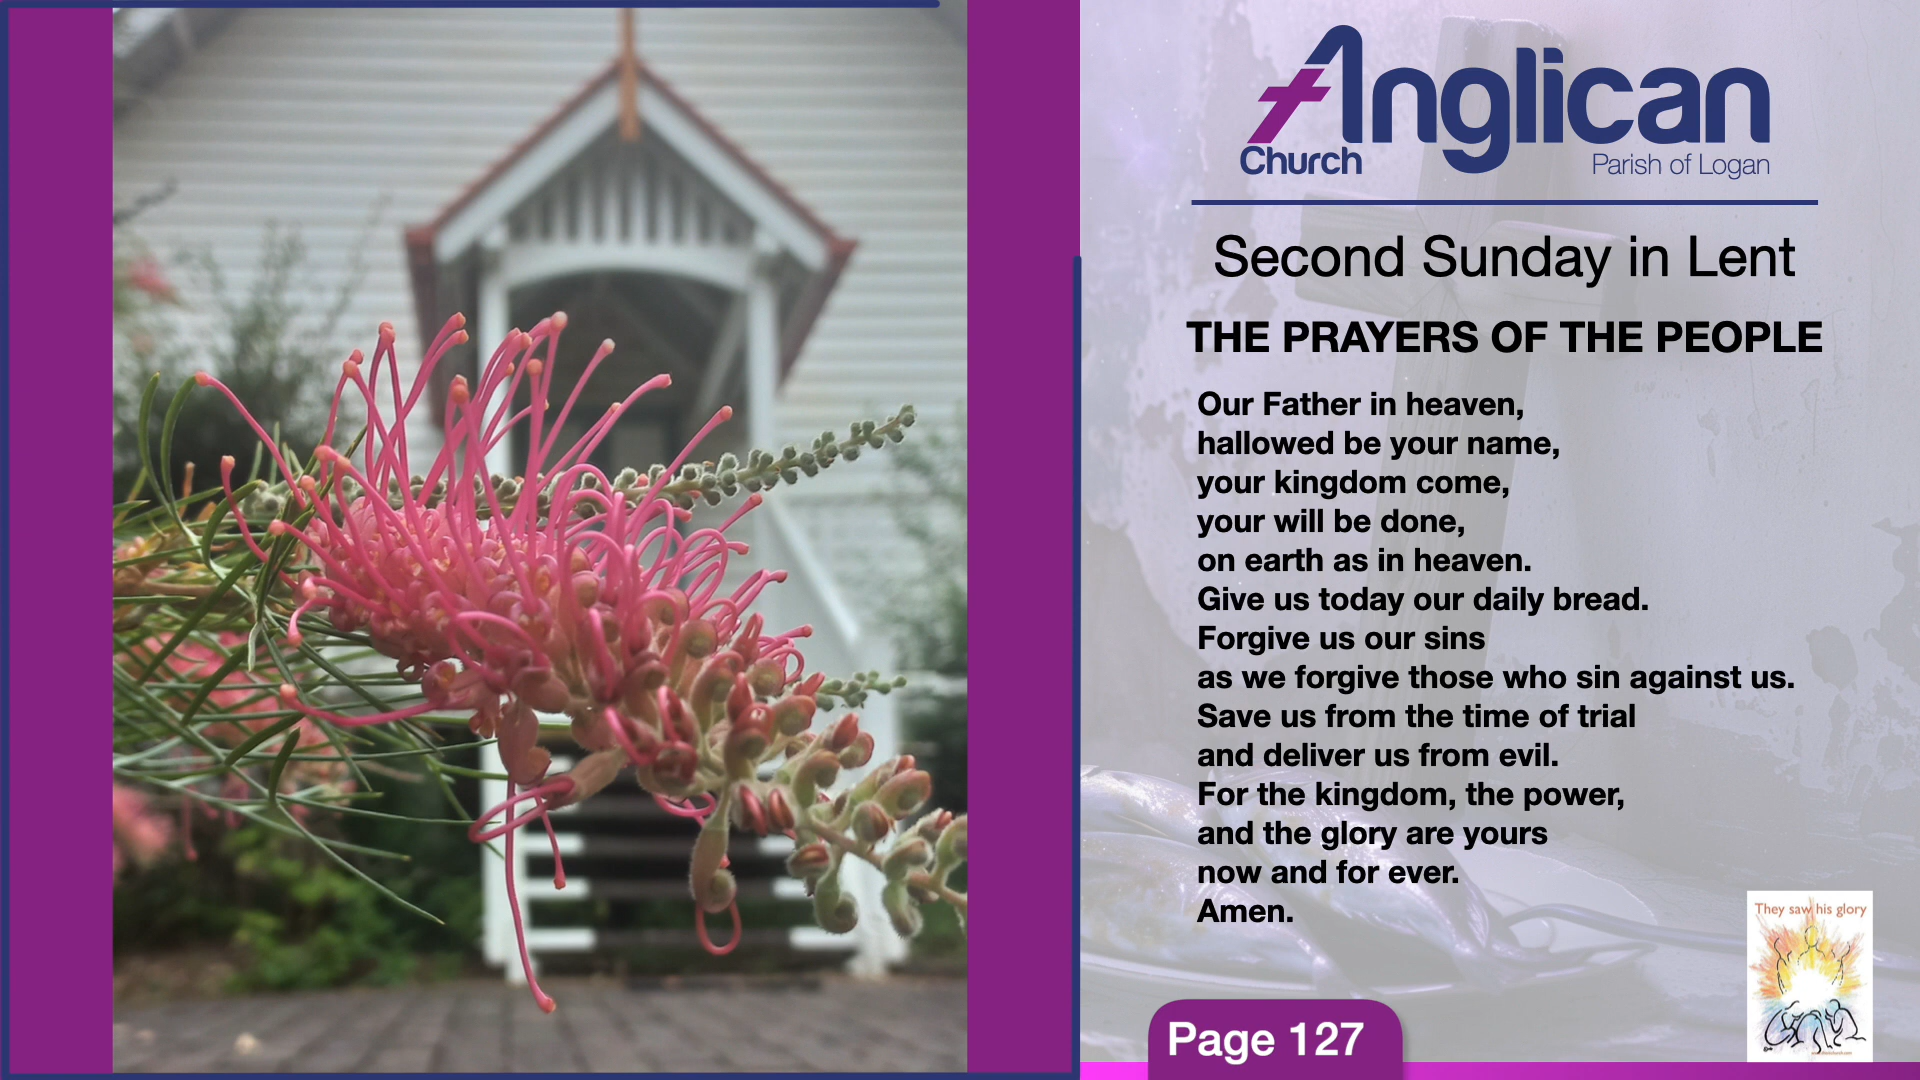 Anglican
Church
Parish of Logan
Second Sunday in Lent
THE PRAYERS OF THE PEOPLE
Our Father in heaven,
hallowed be your name,
your kingdom come,
your will be done,
on earth as in heaven.
Give us today our daily bread.
Forgive us our sins
as we forgive those who sin against us.
Save us from the time of trial
and deliver us from evil.
For the kingdom, the power,
and the glory are yours
now and for ever.
Amen.
They saw his glory
Page 127